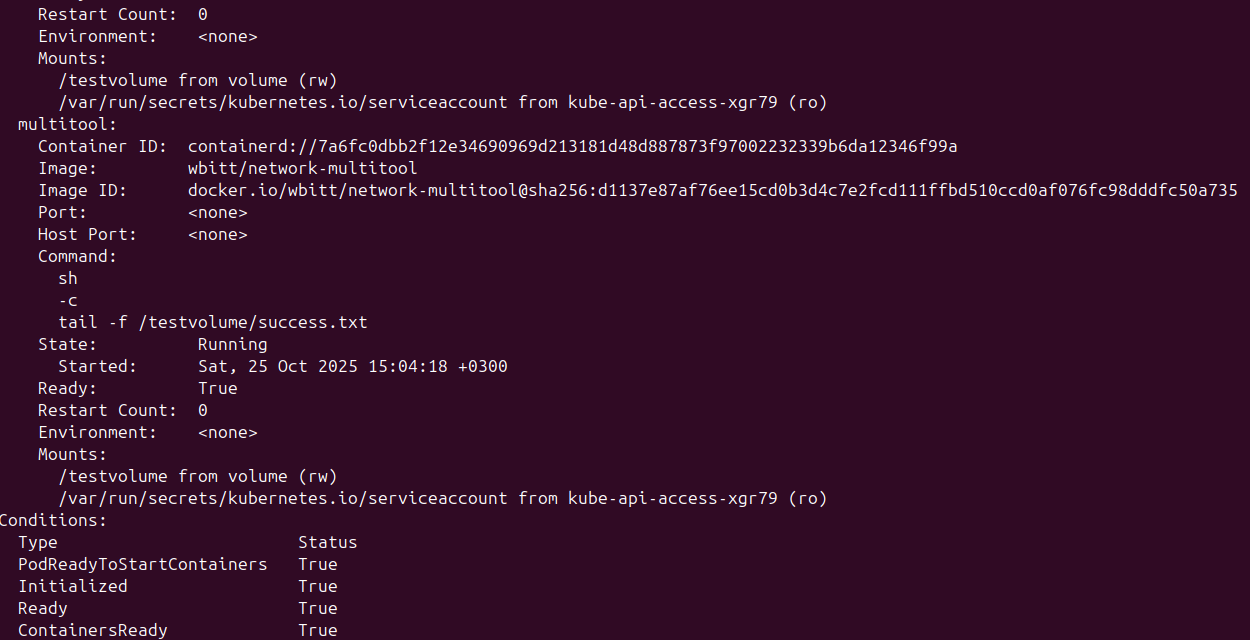 Restart Count:  0
Environment:    <none>
Mounts:
/testvolume from volume (rw)
/var/run/secrets/kubernetes.io/serviceaccount from kube-api-access-xgr79 (ro)
multitool:
Container ID:  containerd://7a6fc0dbb2f12e34690969d213181d48d887873f97002232339b6da12346f99a
Image:         wbitt/network-multitool
Image ID:      docker.io/wbitt/network-multitool@sha256:d1137e87af76ee15cd0b3d4c7e2fcd111ffbd510ccd0af076fc98dddfc50a735
Port:          <none>
Host Port:     <none>
Command:
sh
-c
tail -f /testvolume/success.txt
State:          Running
Started:      Sat, 25 Oct 2025 15:04:18 +0300
Ready:          True
Restart Count:  0
Environment:    <none>
Mounts:
/testvolume from volume (rw)
/var/run/secrets/kubernetes.io/serviceaccount from kube-api-access-xgr79 (ro)
Conditions:
Type                        Status
PodReadyToStartContainers   True
Initialized                 True
Ready                       True
ContainersReady             True